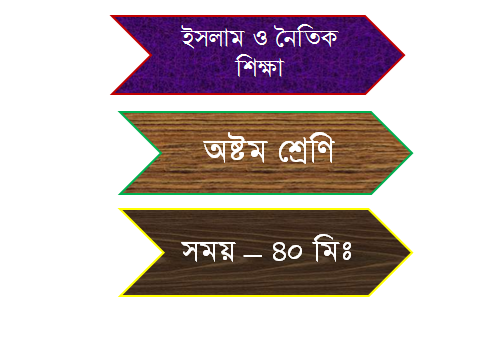 ইসলাম ও নৈতিক
শিক্ষা
অষ্টম শ্রেণি
সময় – ৪০ মিঃ